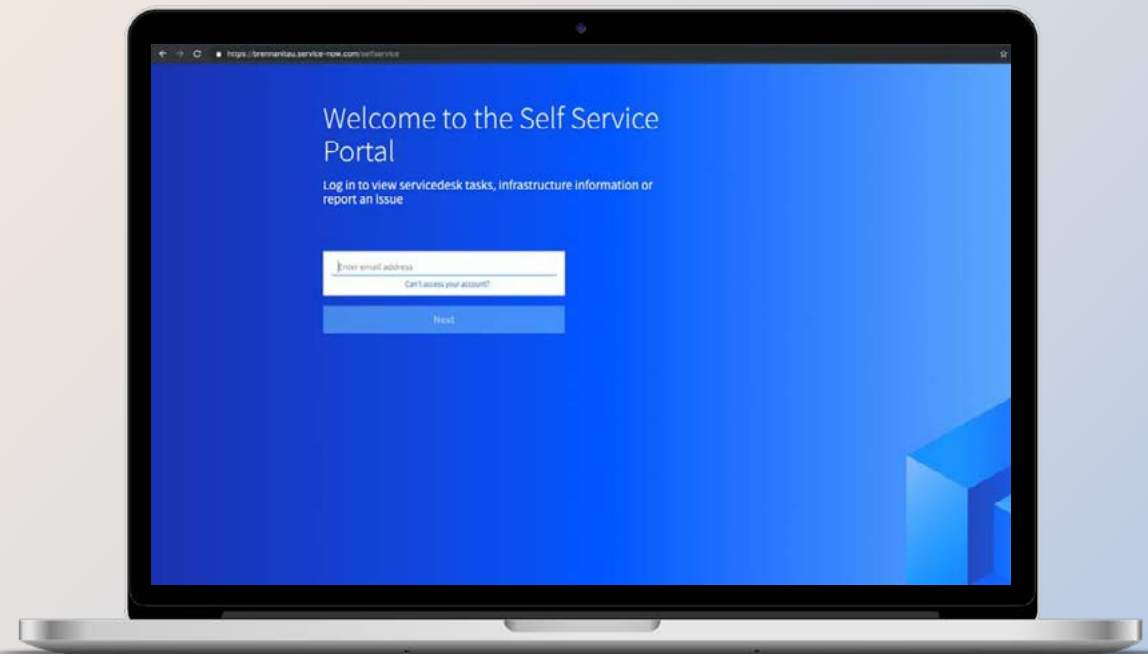 https://brennanitau.service-now.com/selfservice
Welcome to the Self Service
Portal
Log in to view servicedesk tasks, infrastructure information or
report an Issue
Enter email address
Can't access your account?
Next